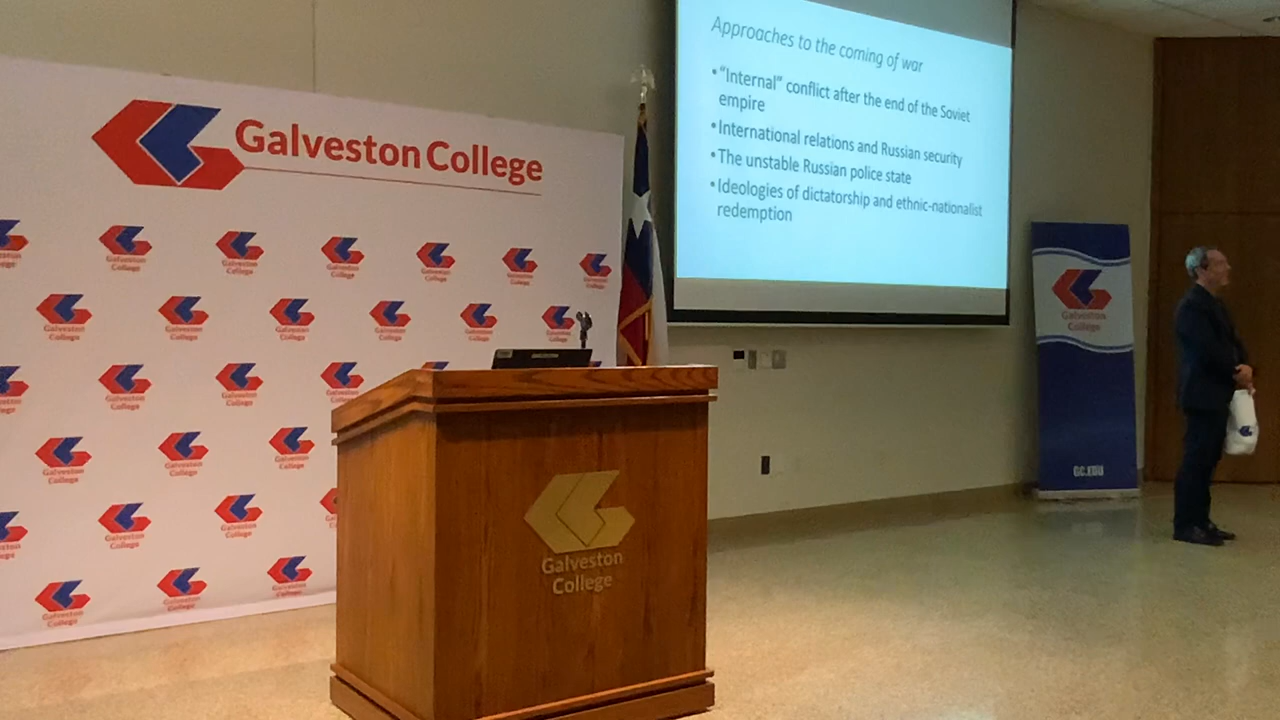 Galveston College
Approaches to the coming of war
•"Internal" conflict after the end of the Soviet
empire
•International relations and Russian security
•The unstable Russian police state
•Ideologies of dictatorship and ethnic-nationalist
redemption
Galveston
College
GC.EDU
Galveston
College